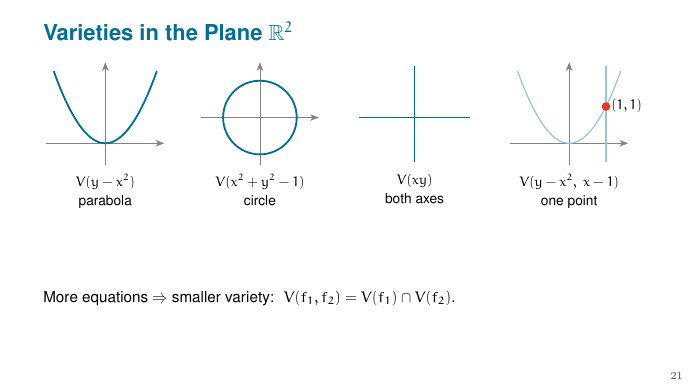 Varieties in the Plane ℝ²
(1, 1)
V(y − x²)
parabola
V(x² + y² − 1)
circle
V(xy)
both axes
V(y − x², x − 1)
one point
More equations ⇒ smaller variety: V(f₁, f₂) = V(f₁) ∩ V(f₂).
21